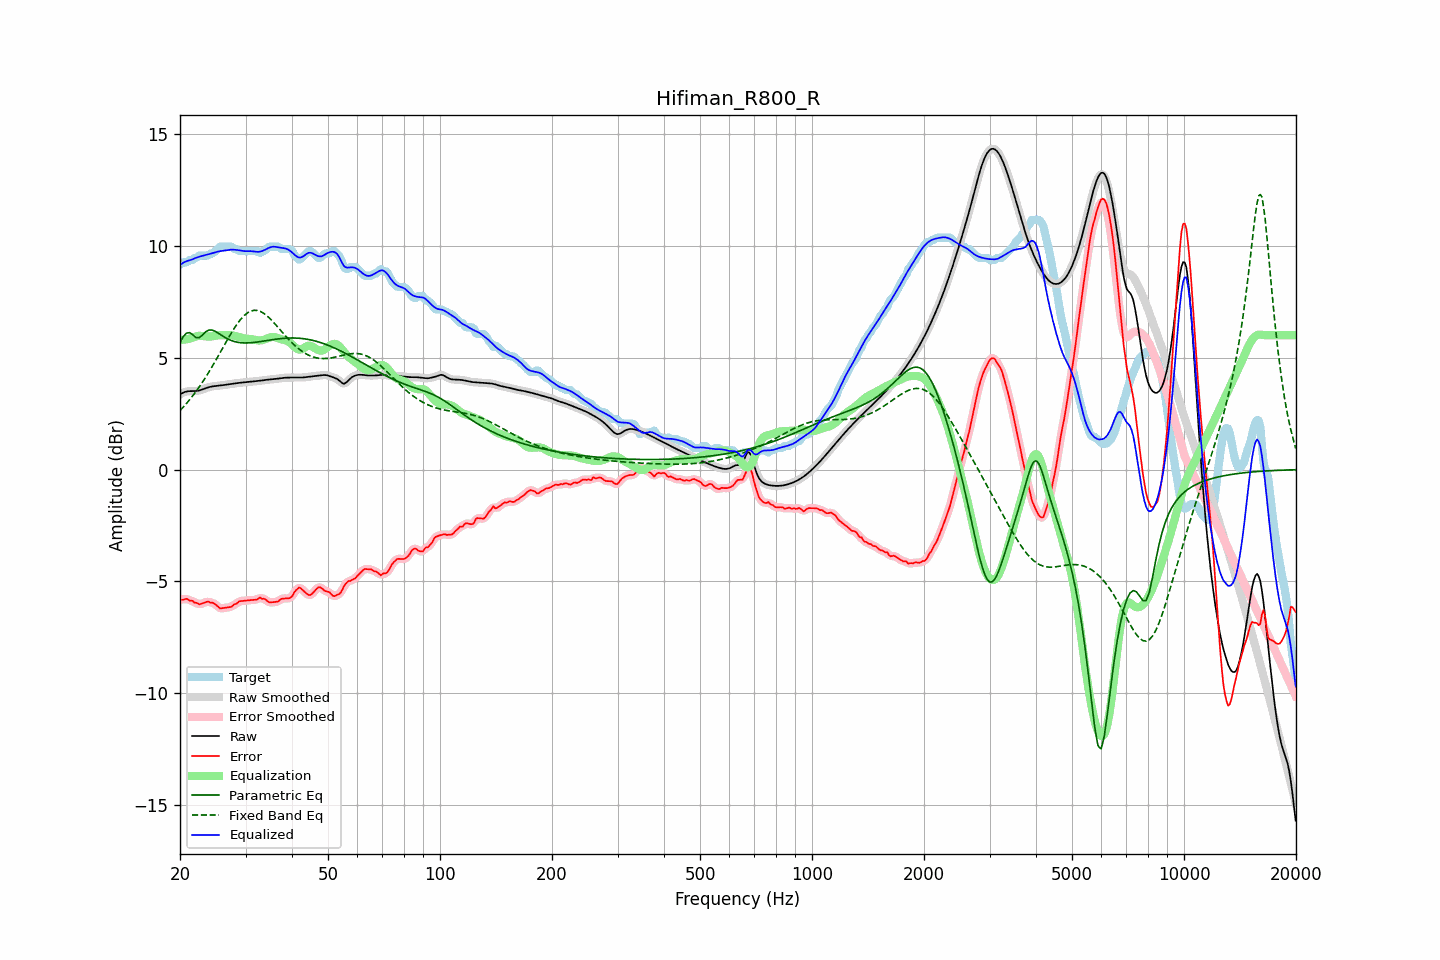 Hifiman_R800_R
15
10
5
0
−5
−10
−15
Amplitude (dBr)
Target
Raw Smoothed
Error Smoothed
Raw
Error
Equalization
Parametric Eq
Fixed Band Eq
Equalized
20
50
100
200
500
1000
2000
5000
10000
20000
Frequency (Hz)